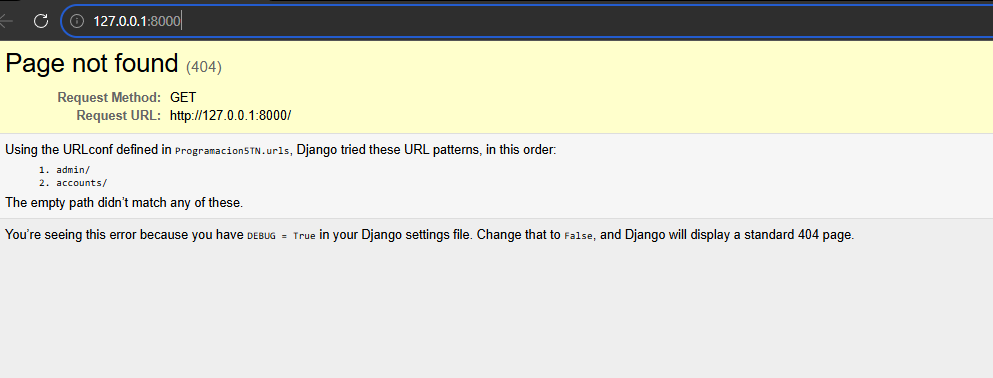 127.0.0.1:8000
Page not found (404)
Request Method: GET
Request URL: http://127.0.0.1:8000/
Using the URLconf defined in Programacion5TN.urls, Django tried these URL patterns, in this order:
1. admin/
2. accounts/
The empty path didn’t match any of these.
You’re seeing this error because you have DEBUG = True in your Django settings file. Change that to False, and Django will display a standard 404 page.